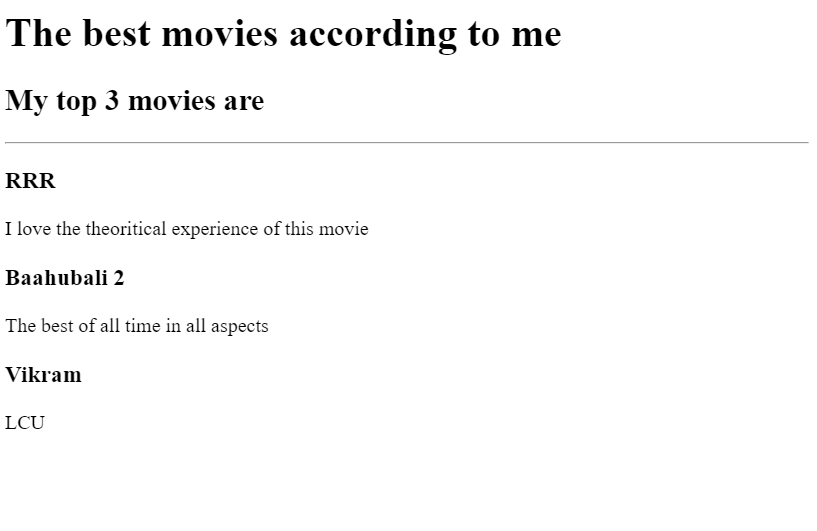 The best movies according to me
My top 3 movies are
RRR
I love the theoritical experience of this movie
Baahubali 2
The best of all time in all aspects
Vikram
LCU